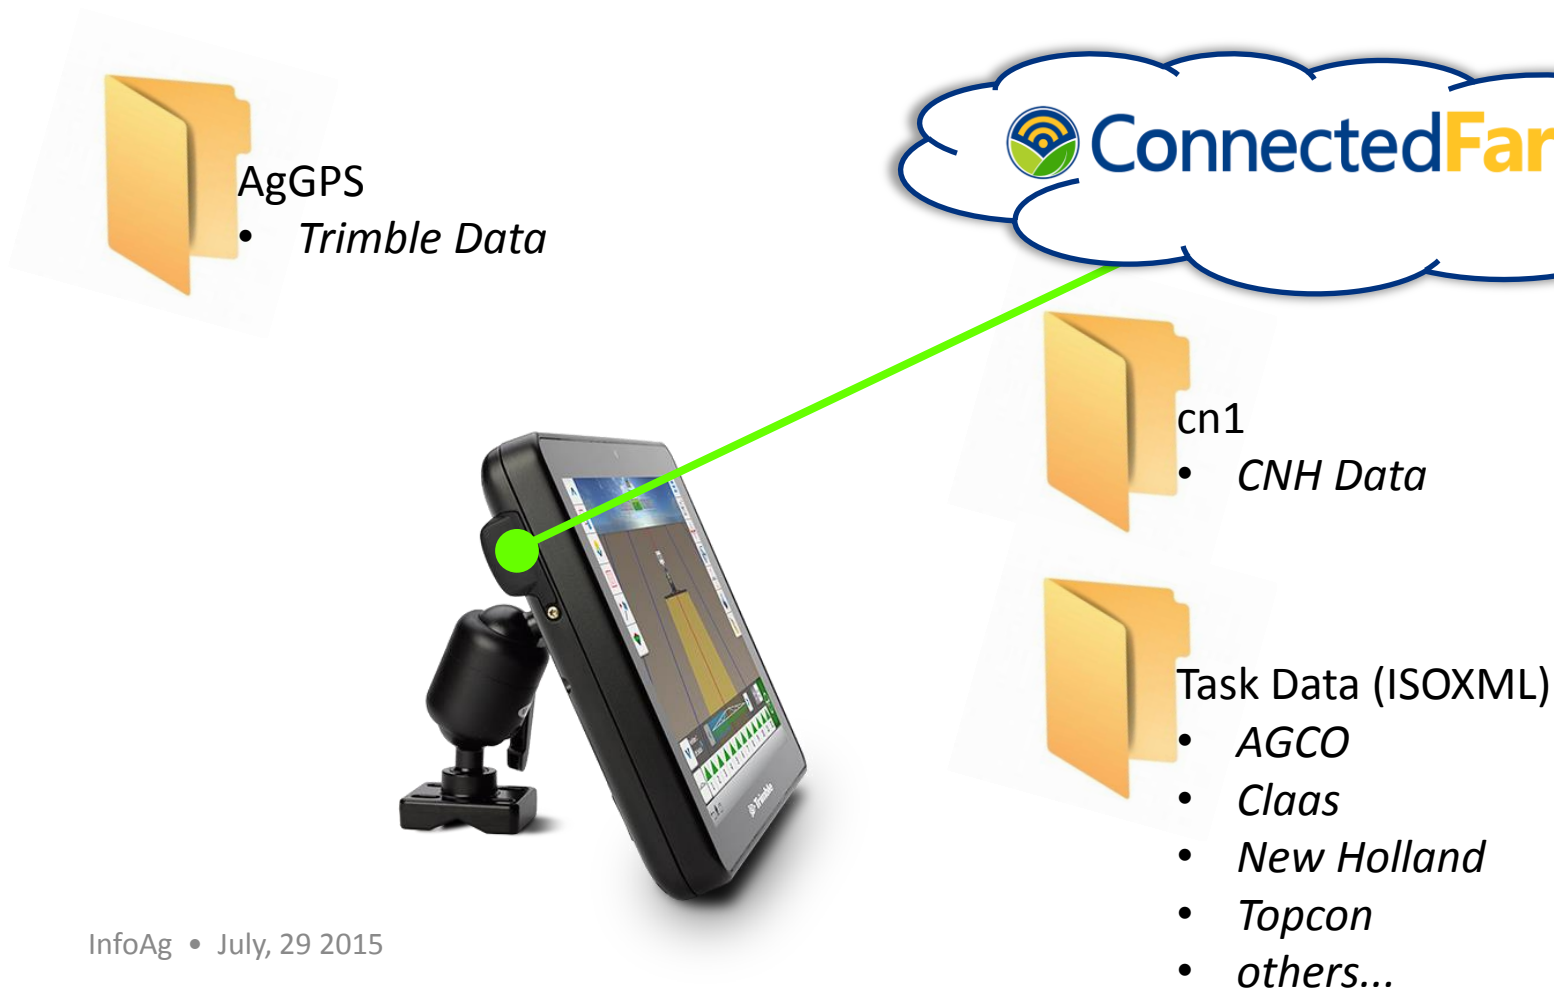 ConnectedFar
AgGPS
• Trimble Data
cn1
• CNH Data
Task Data (ISOXML)
• AGCO
• Claas
• New Holland
• Topcon
• others...
Trimble
InfoAg • July, 29 2015